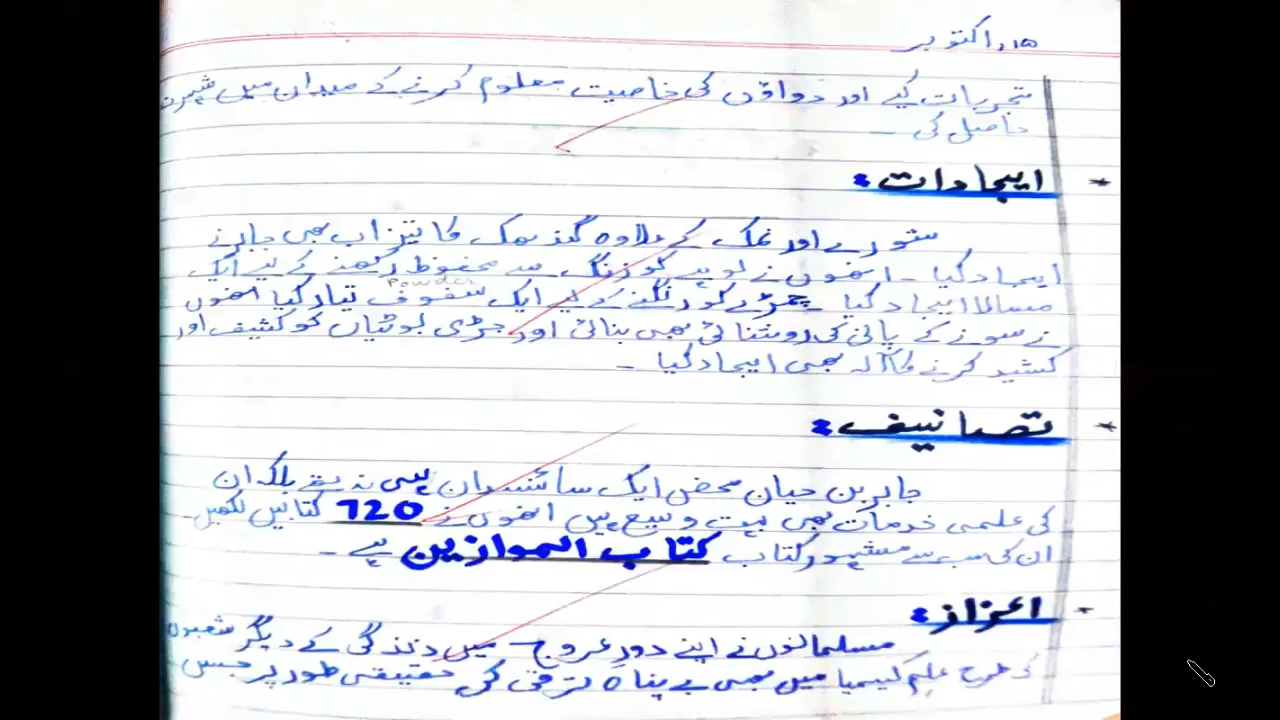 ۱۵، اکتوبر
تجربات کیے اور دواؤں کی خاصیت معلوم کرنے کے میدان میں شہرت
حاصل کی ۔
* ایجادات:
ستورے اور نمک کے علاوہ گندھک کا تیزاب بھی جابر نے
ایجاد کیا ۔ انھوں نے لوہے کو زنگ سے محفوظ رکھنے کے لیے ایک
Powder
مسالا ایجاد کیا چمڑے کو رنگنے کے لیے ایک سفوف تیار کیا انھوں
نے سونے کے پانی کی روشنائی بھی بنائی اور جڑی بوٹیاں کو کشیف اور
کشید کرنے کا آلہ بھی ایجاد کیا ۔
* تصانیف:
جابر بن حیان محض ایک سائنسدان ہی نہ تھے بلکہ ان
کی علمی خدمات بھی بہت وسیع ہیں انھوں نے 720 کتابیں لکھیں۔
ان کی سب سے مشہور کتاب کتاب الموازین ہے ۔
* اعزاز:
مسلمانوں نے اپنے دورِ عروج میں زندگی کے دیگر شعبوں
کی طرح علمِ کیمیا میں بھی بے پناہ ترقی کی حقیقی طور پر جس